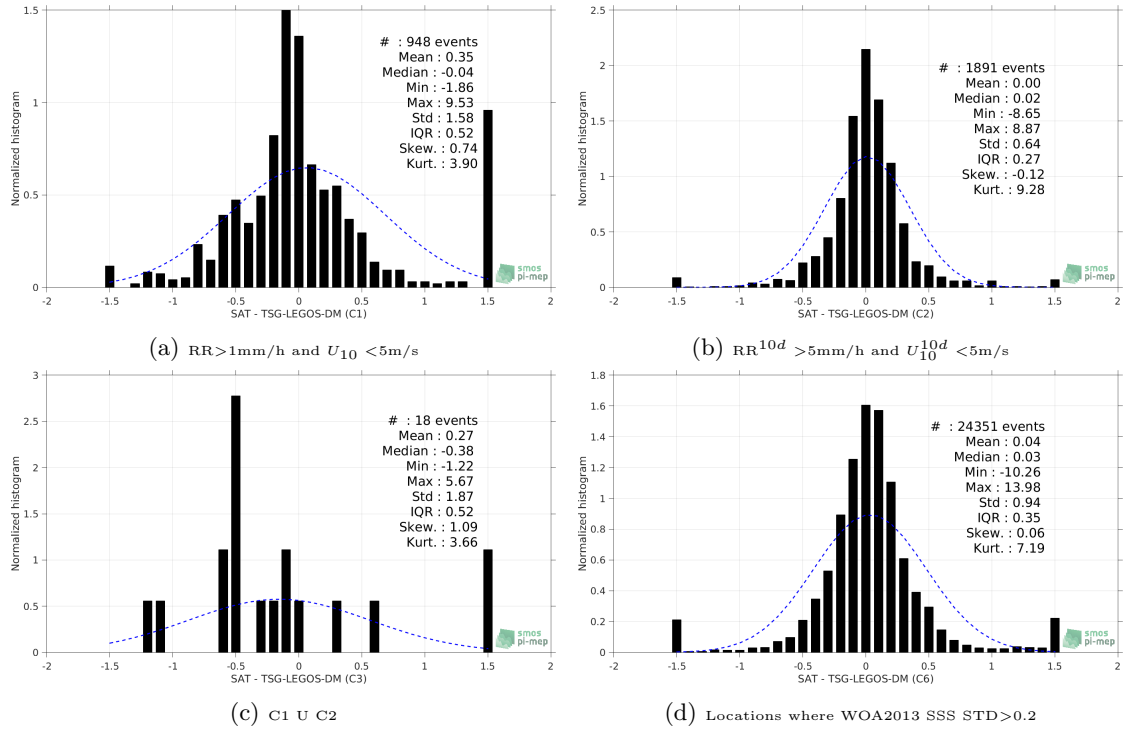 1.5
1
0.5
0
Normalized histogram
# : 948 events
Mean : 0.35
Median : -0.04
Min : -1.86
Max : 9.53
Std : 1.58
IQR : 0.52
Skew. : 0.74
Kurt. : 3.90
smos
pi-mep
-2 -1.5 -1 -0.5 0 0.5 1 1.5 2
SAT - TSG-LEGOS-DM (C1)
(a) RR>1mm/h and U10 <5m/s
2.5
2
1.5
1
0.5
0
Normalized histogram
# : 1891 events
Mean : 0.00
Median : 0.02
Min : -8.65
Max : 8.87
Std : 0.64
IQR : 0.27
Skew. : -0.12
Kurt. : 9.28
smos
pi-mep
-2 -1.5 -1 -0.5 0 0.5 1 1.5 2
SAT - TSG-LEGOS-DM (C2)
(b) RR^10d >5mm/h and U10^10d <5m/s
3
2.5
2
1.5
1
0.5
0
Normalized histogram
# : 18 events
Mean : 0.27
Median : -0.38
Min : -1.22
Max : 5.67
Std : 1.87
IQR : 0.52
Skew. : 1.09
Kurt. : 3.66
smos
pi-mep
-2 -1.5 -1 -0.5 0 0.5 1 1.5 2
SAT - TSG-LEGOS-DM (C3)
(c) C1 U C2
1.8
1.6
1.4
1.2
1
0.8
0.6
0.4
0.2
0
Normalized histogram
# : 24351 events
Mean : 0.04
Median : 0.03
Min : -10.26
Max : 13.98
Std : 0.94
IQR : 0.35
Skew. : 0.06
Kurt. : 7.19
smos
pi-mep
-2 -1.5 -1 -0.5 0 0.5 1 1.5 2
SAT - TSG-LEGOS-DM (C6)
(d) Locations where WOA2013 SSS STD>0.2